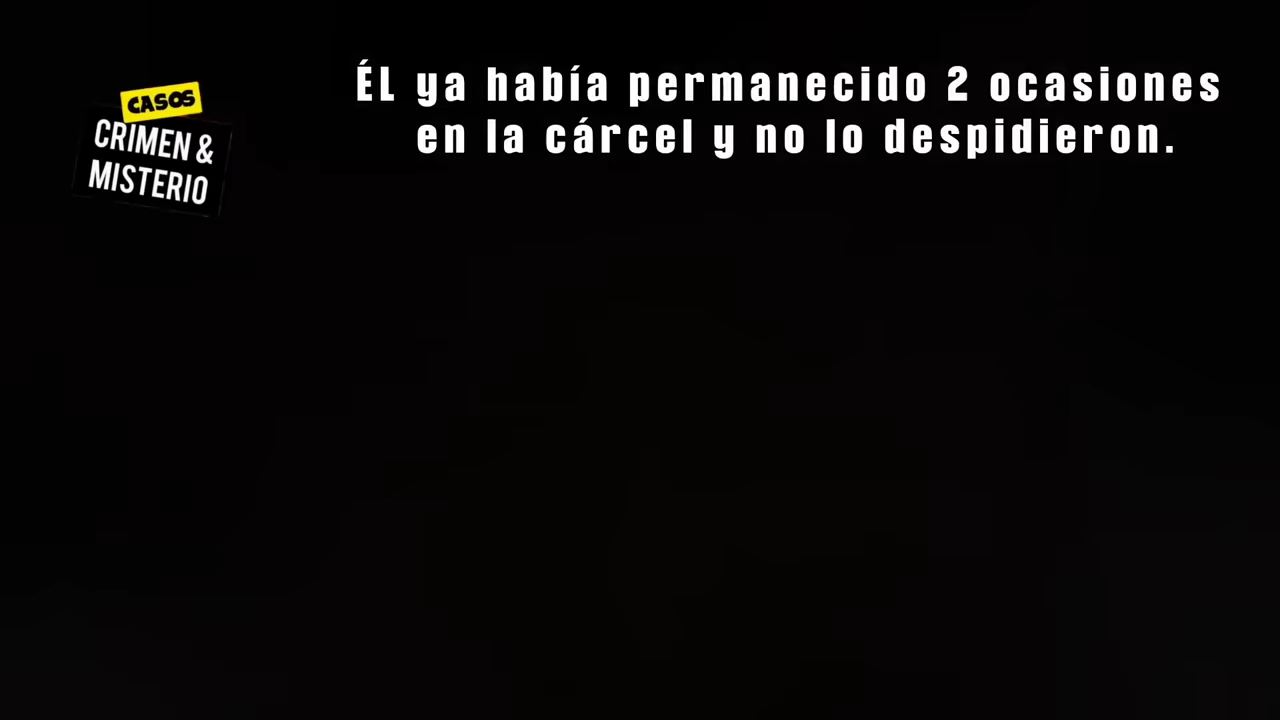 CASOS
CRIMEN &
MISTERIO
ÉL ya había permanecido 2 ocasiones
en la cárcel y no lo despidieron.